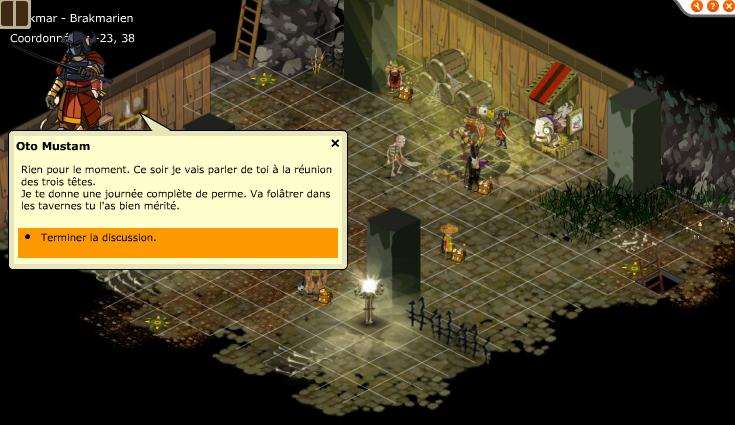 kmar - Brakmarien
Coordonné -23, 38
Oto Mustam
Rien pour le moment. Ce soir je vais parler de toi à la réunion
des trois têtes.
Je te donne une journée complète de perme. Va folâtrer dans
les tavernes tu l'as bien mérité.
Terminer la discussion.